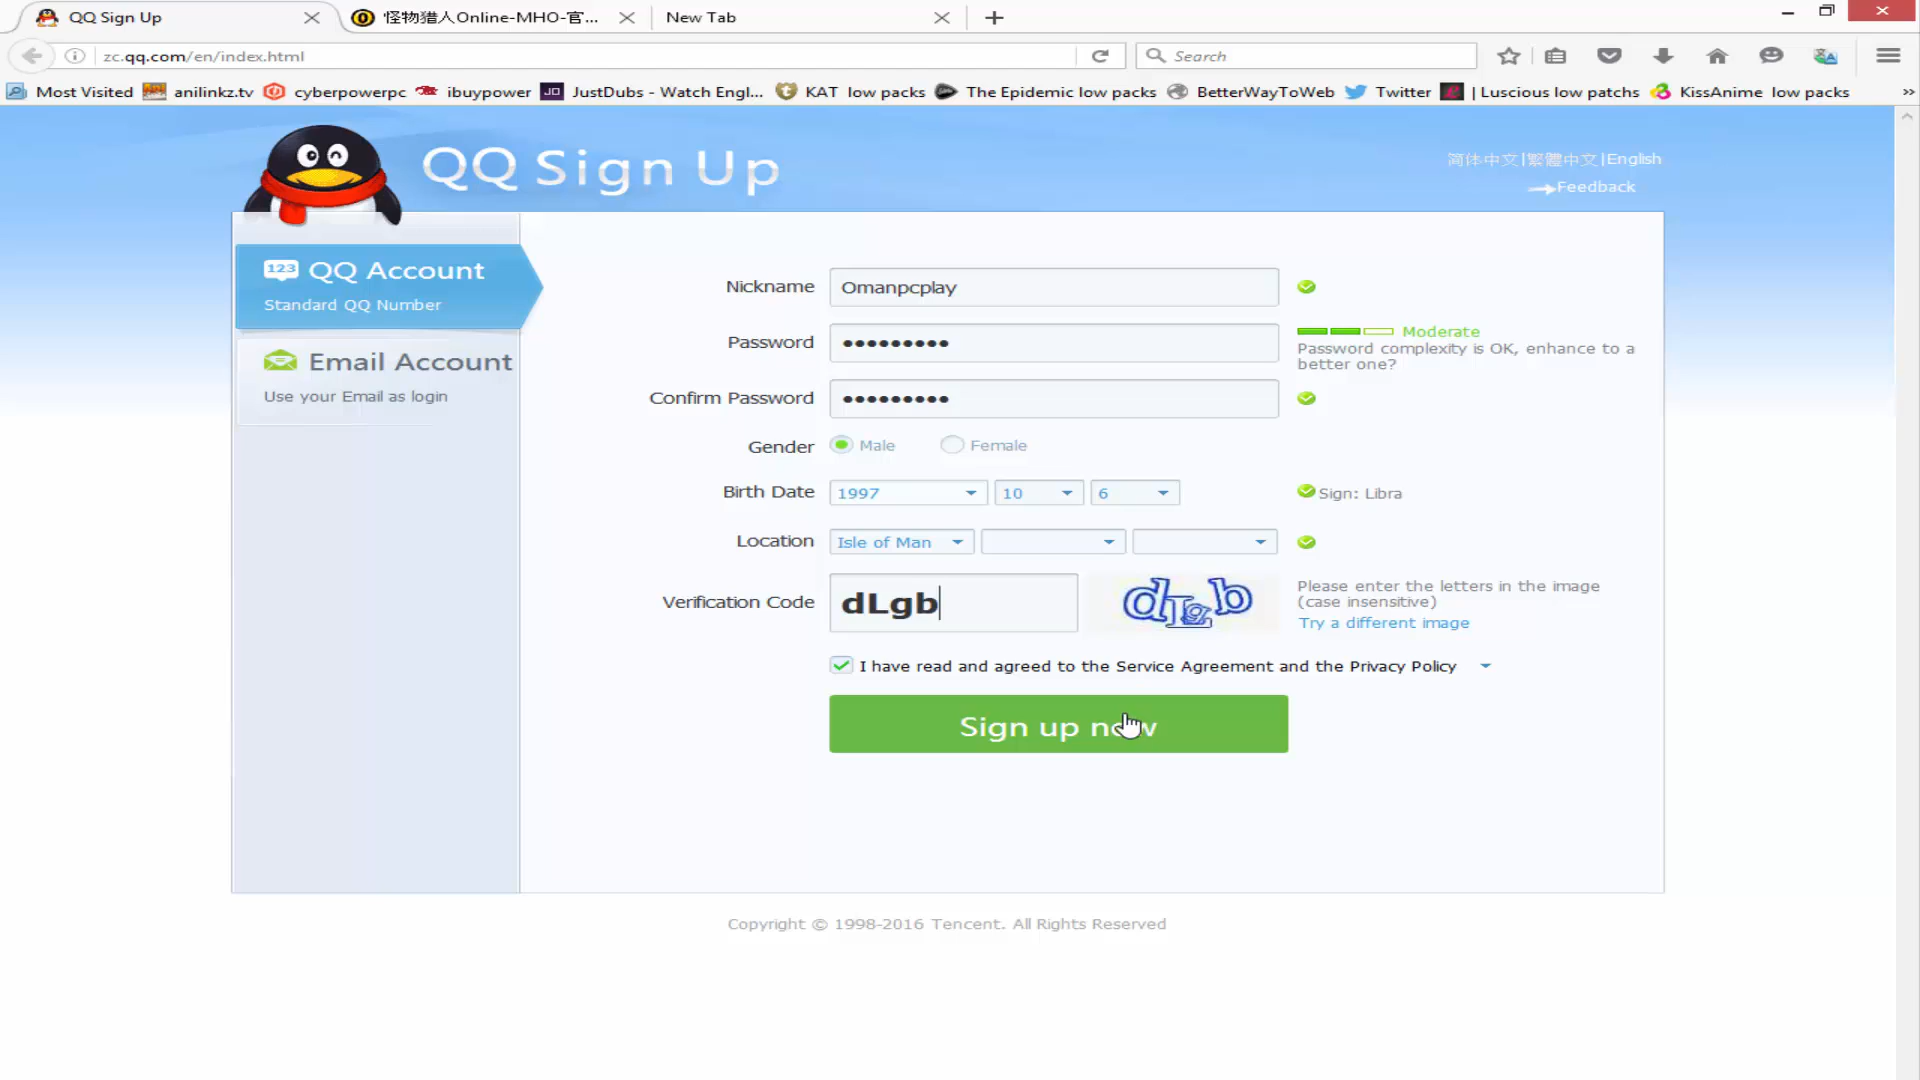 QQ Sign Up
怪物猎人Online-MHO-官...
New Tab
zc.qq.com/en/index.html
Search
Most Visited
anilinkz.tv
cyberpowerpc
ibuypower
JO
JustDubs - Watch Engl...
KAT low packs
The Epidemic low packs
BetterWayToWeb
Twitter
| Luscious low patchs
KissAnime low packs
QQ Sign Up
简体中文|繁體中文|English
Feedback
123 QQ Account
Standard QQ Number
Email Account
Use your Email as login
Nickname Omanpcplay
Password ●●●●●●●●●
Moderate
Password complexity is OK, enhance to a
better one?
Confirm Password ●●●●●●●●●
Gender Male Female
Birth Date 1997 10 6 Sign: Libra
Location Isle of Man
Verification Code dLgb
Please enter the letters in the image
(case insensitive)
Try a different image
I have read and agreed to the Service Agreement and the Privacy Policy
Sign up now
Copyright © 1998-2016 Tencent. All Rights Reserved